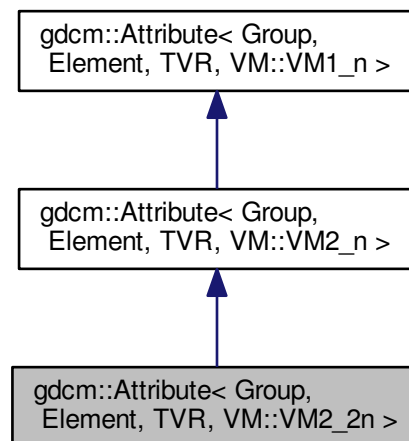 gdcm::Attribute< Group,
Element, TVR, VM::VM1_n >
gdcm::Attribute< Group,
Element, TVR, VM::VM2_n >
gdcm::Attribute< Group,
Element, TVR, VM::VM2_2n >